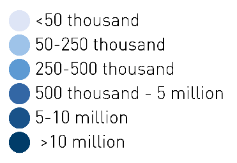 <50 thousand
50-250 thousand
250-500 thousand
500 thousand - 5 million
5-10 million
>10 million